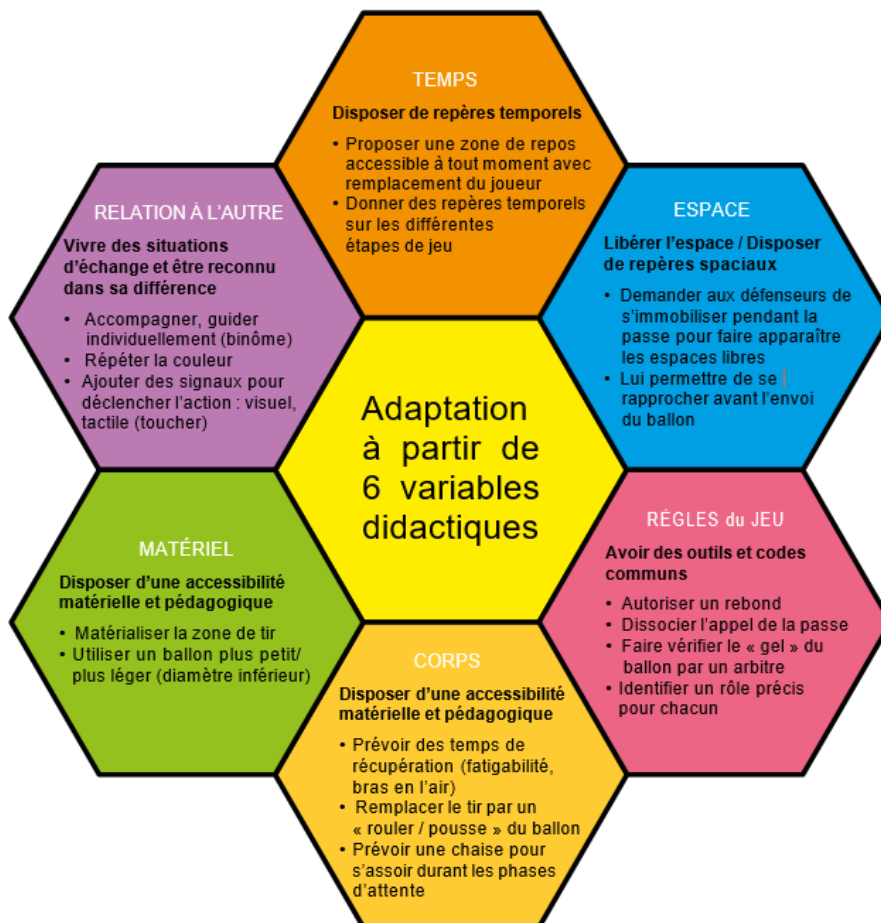 TEMPS
Disposer de repères temporels
• Proposer une zone de repos
accessible à tout moment avec
remplacement du joueur
• Donner des repères temporels
sur les différentes
étapes de jeu
RELATION À L'AUTRE
Vivre des situations
d'échange et être reconnu
dans sa différence
• Accompagner, guider
individuellement (binôme)
• Répéter la couleur
• Ajouter des signaux pour
déclencher l'action : visuel,
tactile (toucher)
ESPACE
Libérer l'espace / Disposer
de repères spaciaux
• Demander aux défenseurs de
s'immobiliser pendant la
passe pour faire apparaître
les espaces libres
• Lui permettre de se
rapprocher avant l'envoi
du ballon
Adaptation
à partir de
6 variables
didactiques
MATÉRIEL
Disposer d'une accessibilité
matérielle et pédagogique
• Matérialiser la zone de tir
• Utiliser un ballon plus petit/
plus léger (diamètre inférieur)
RÈGLES du JEU
Avoir des outils et codes
communs
• Autoriser un rebond
• Dissocier l'appel de la passe
• Faire vérifier le « gel » du
ballon par un arbitre
• Identifier un rôle précis
pour chacun
CORPS
Disposer d'une accessibilité
matérielle et pédagogique
• Prévoir des temps de
récupération (fatigabilité,
bras en l'air)
• Remplacer le tir par un
« rouler / pousse » du ballon
• Prévoir une chaise pour
s'assoir durant les phases
d'attente